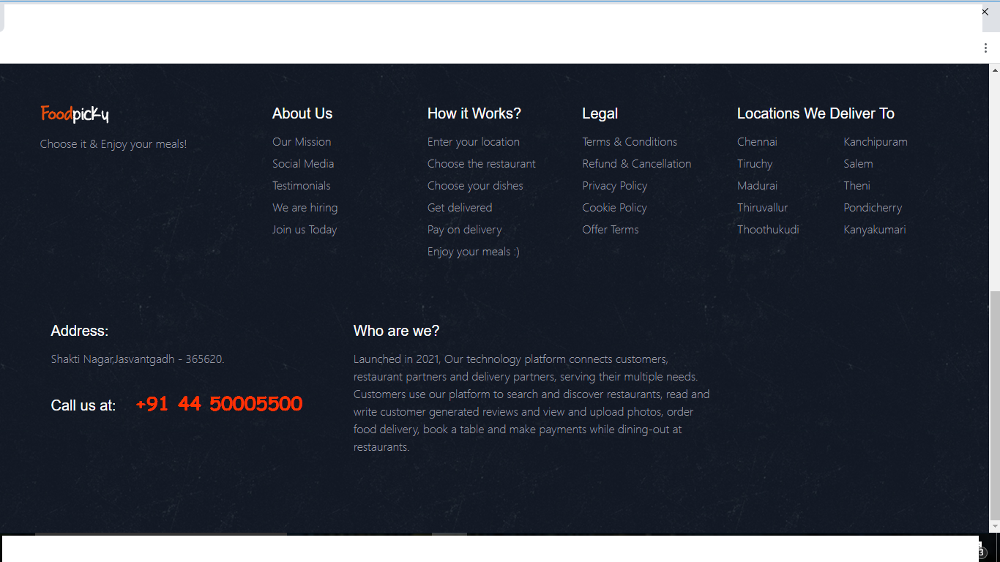 Foodpicky
Choose it & Enjoy your meals!
About Us
Our Mission
Social Media
Testimonials
We are hiring
Join us Today
How it Works?
Enter your location
Choose the restaurant
Choose your dishes
Get delivered
Pay on delivery
Enjoy your meals :)
Legal
Terms & Conditions
Refund & Cancellation
Privacy Policy
Cookie Policy
Offer Terms
Locations We Deliver To
Chennai
Tiruchy
Madurai
Thiruvallur
Thoothukudi
Kanchipuram
Salem
Theni
Pondicherry
Kanyakumari
Address:
Shakti Nagar,Jasvantgadh - 365620.
Call us at: +91 44 50005500
Who are we?
Launched in 2021, Our technology platform connects customers,
restaurant partners and delivery partners, serving their multiple needs.
Customers use our platform to search and discover restaurants, read and
write customer generated reviews and view and upload photos, order
food delivery, book a table and make payments while dining-out at
restaurants.
3